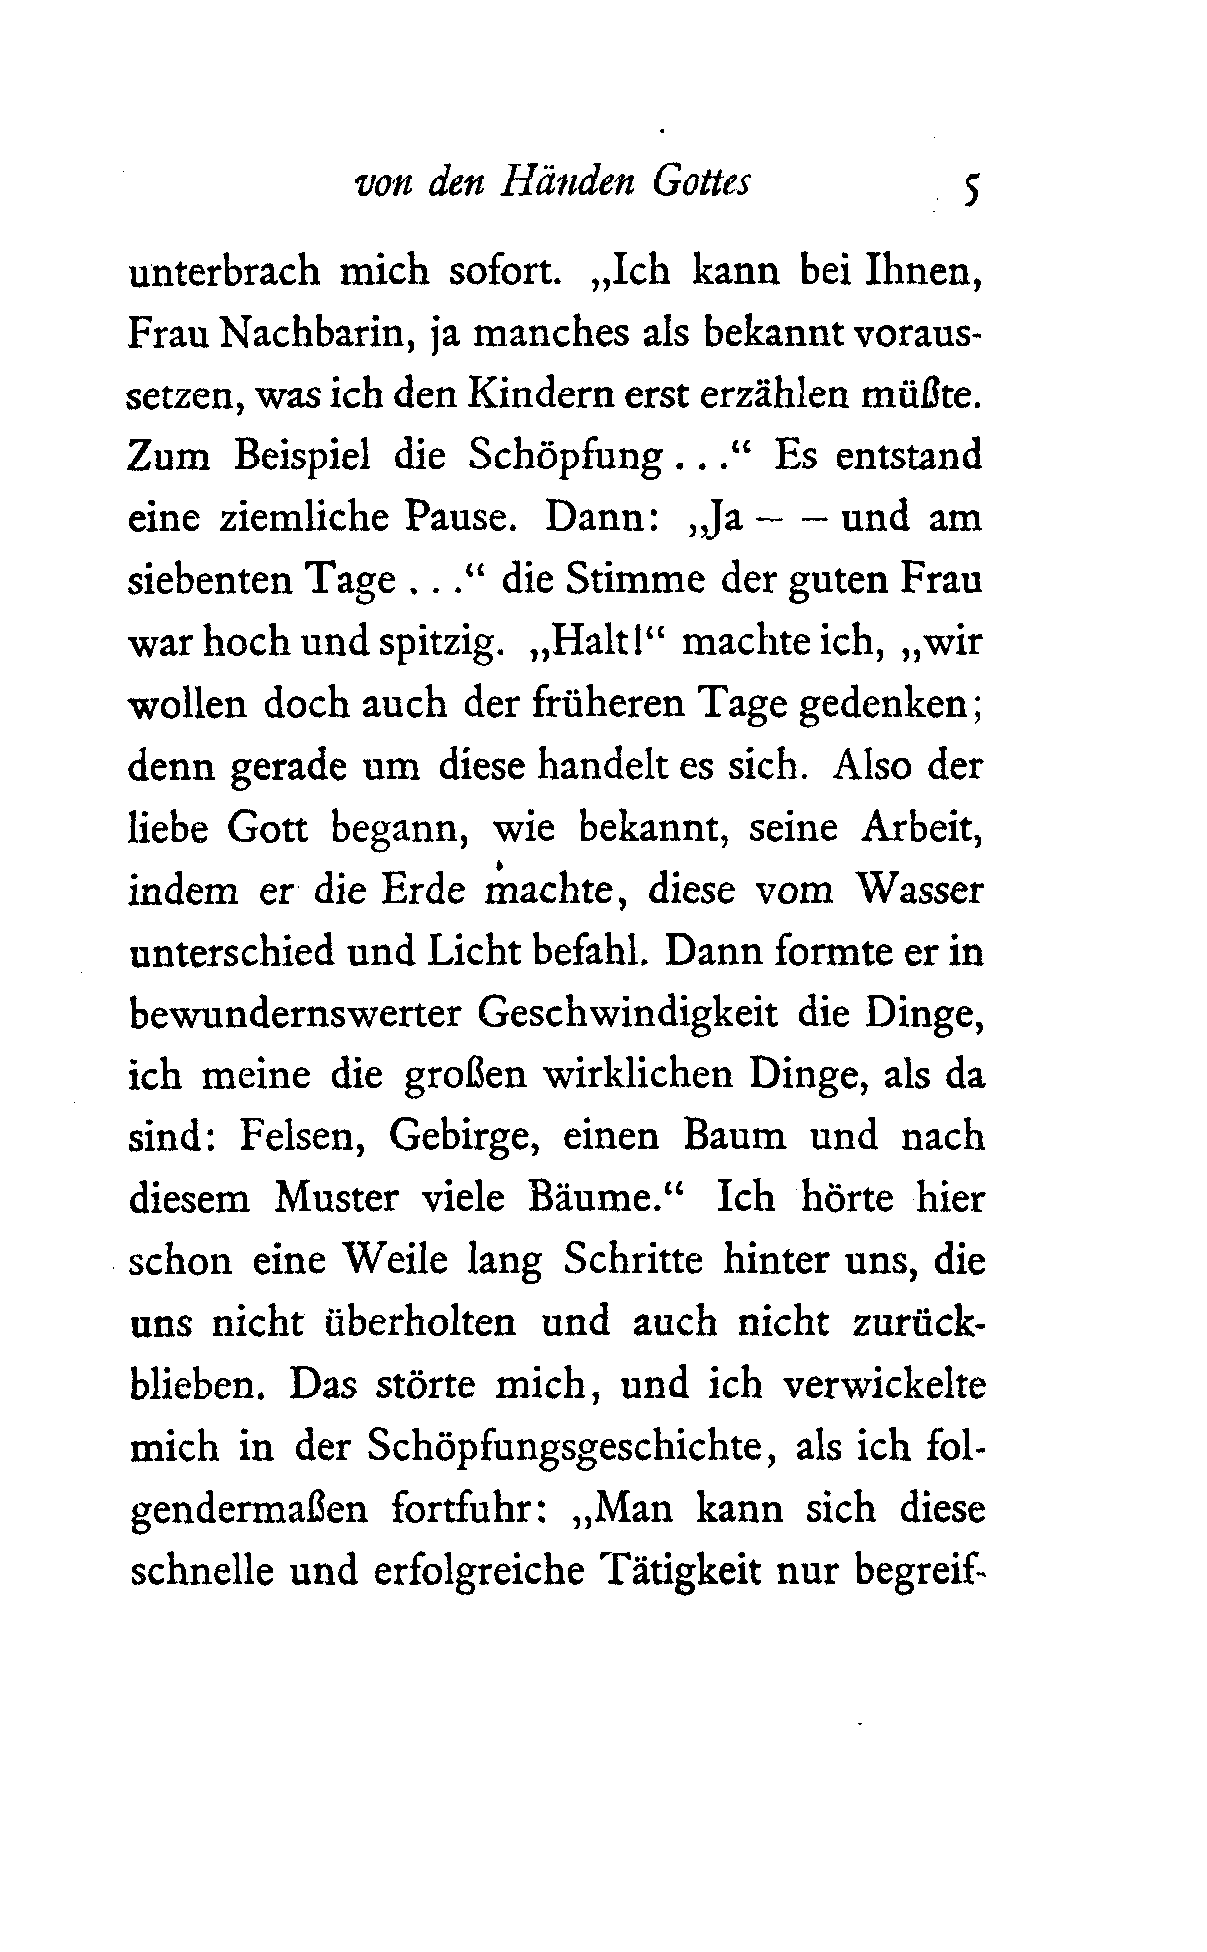 von den Händen Gottes 5
unterbrach mich sofort. „Ich kann bei Ihnen,
Frau Nachbarin, ja manches als bekannt voraus-
setzen, was ich den Kindern erst erzählen müßte.
Zum Beispiel die Schöpfung . . .“ Es entstand
eine ziemliche Pause. Dann: „Ja – – und am
siebenten Tage . . .“ die Stimme der guten Frau
war hoch und spitzig. „Halt!“ machte ich, „wir
wollen doch auch der früheren Tage gedenken;
denn gerade um diese handelt es sich. Also der
liebe Gott begann, wie bekannt, seine Arbeit,
indem er die Erde machte, diese vom Wasser
unterschied und Licht befahl. Dann formte er in
bewundernswerter Geschwindigkeit die Dinge,
ich meine die großen wirklichen Dinge, als da
sind: Felsen, Gebirge, einen Baum und nach
diesem Muster viele Bäume.“ Ich hörte hier
schon eine Weile lang Schritte hinter uns, die
uns nicht überholten und auch nicht zurück-
blieben. Das störte mich, und ich verwickelte
mich in der Schöpfungsgeschichte, als ich fol-
gendermaßen fortfuhr: „Man kann sich diese
schnelle und erfolgreiche Tätigkeit nur begreif-